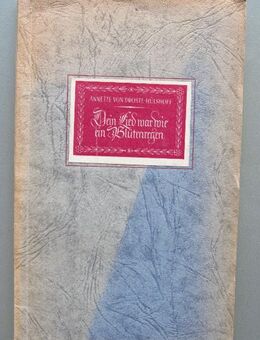 ANNETTE VON DROSTE-HÜLSHOFF
Dein Lied war wie
ein Blütenregen